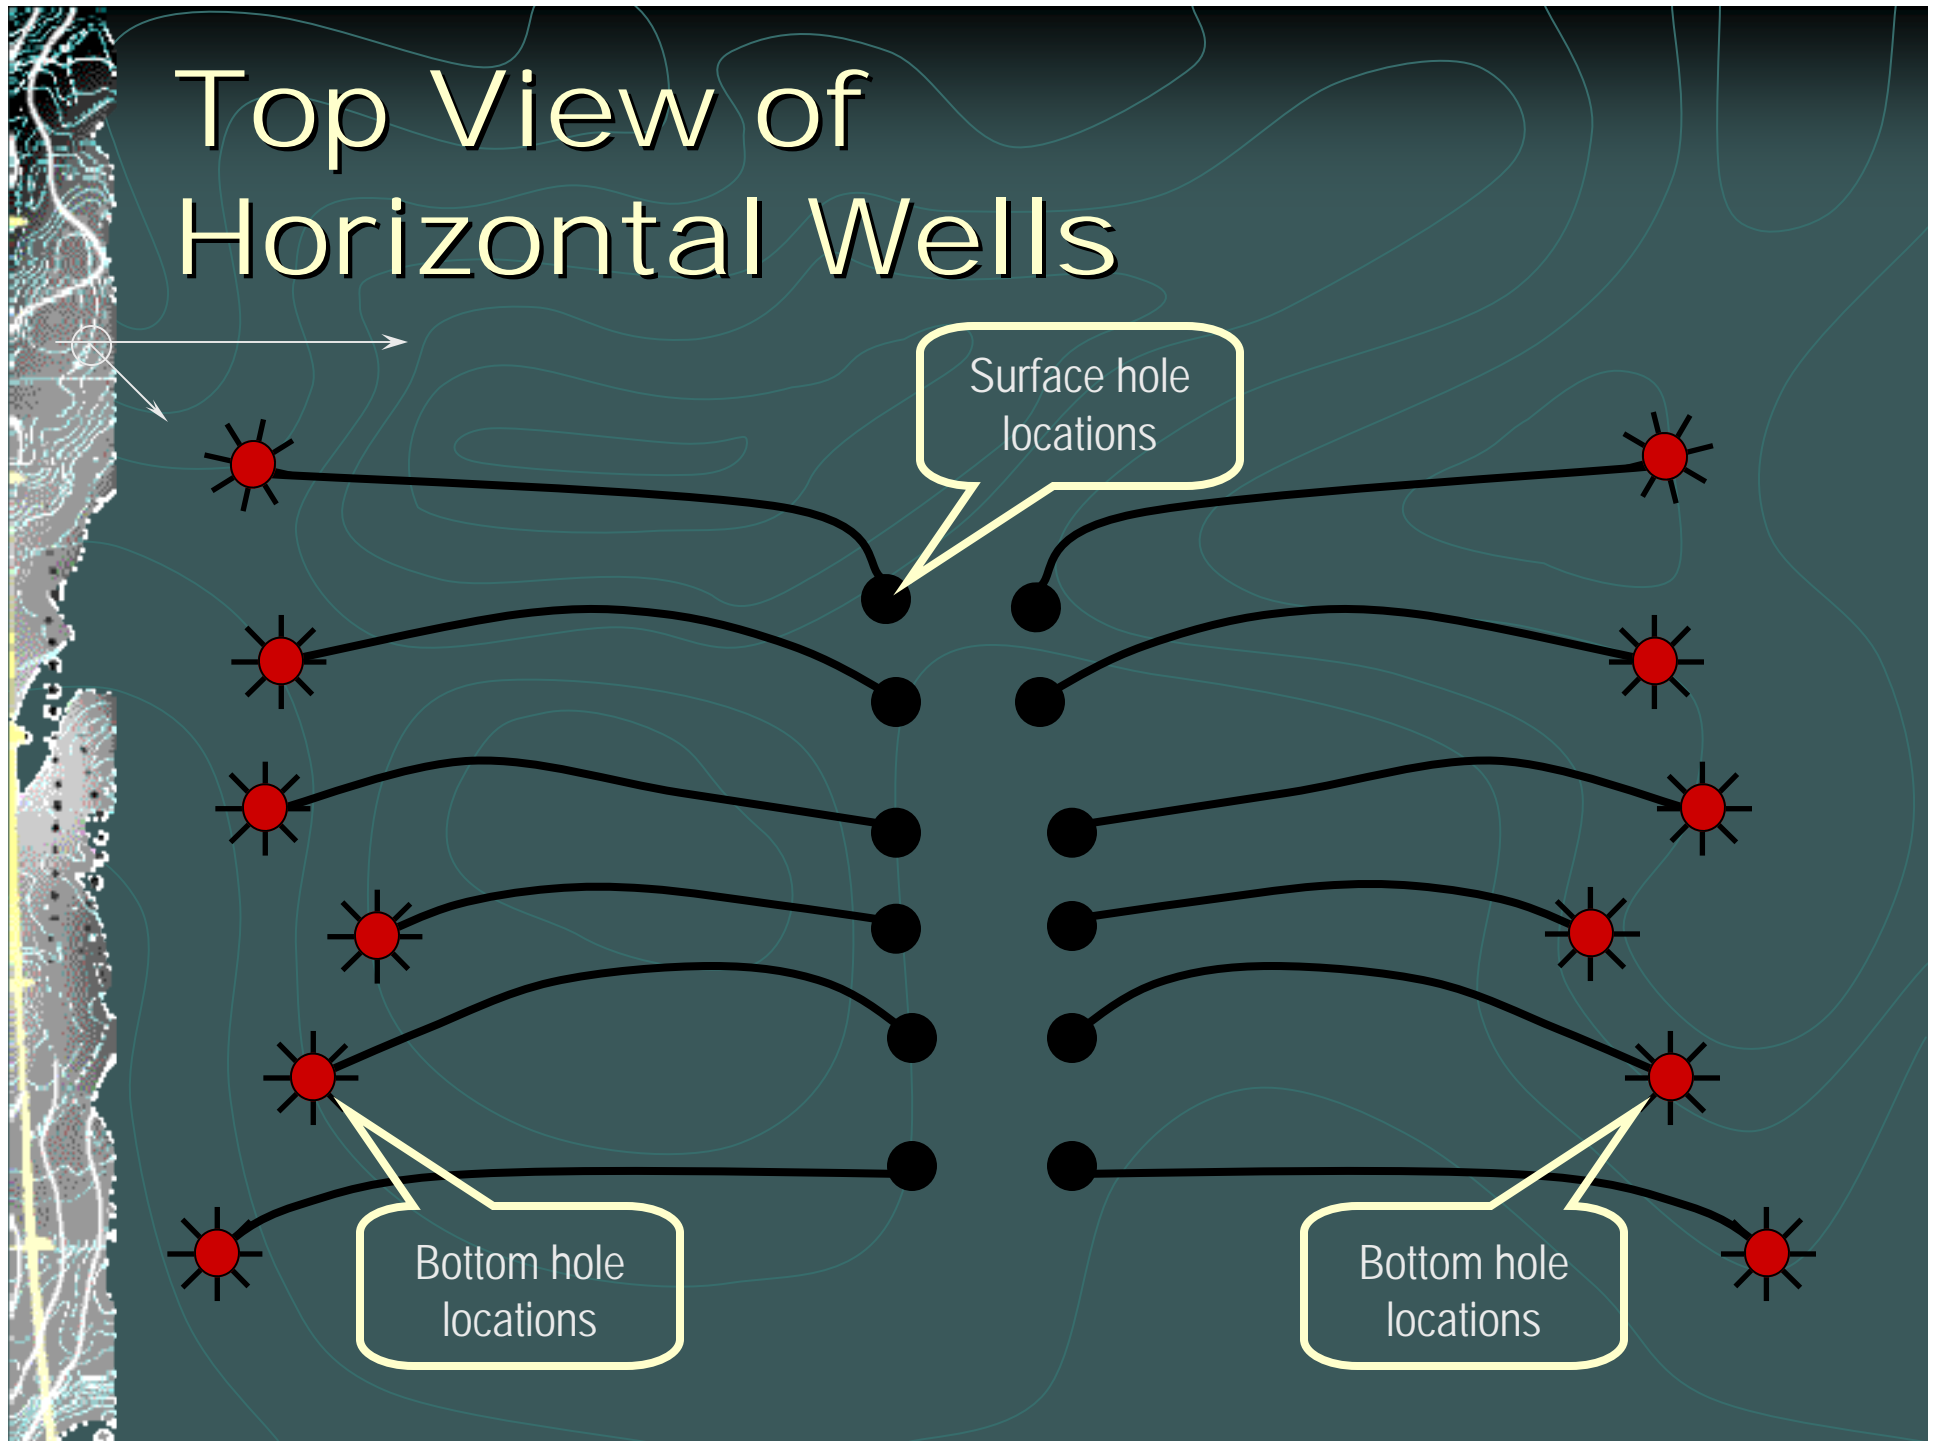 Top View of
Horizontal Wells
Surface hole
locations
Bottom hole
locations
Bottom hole
locations